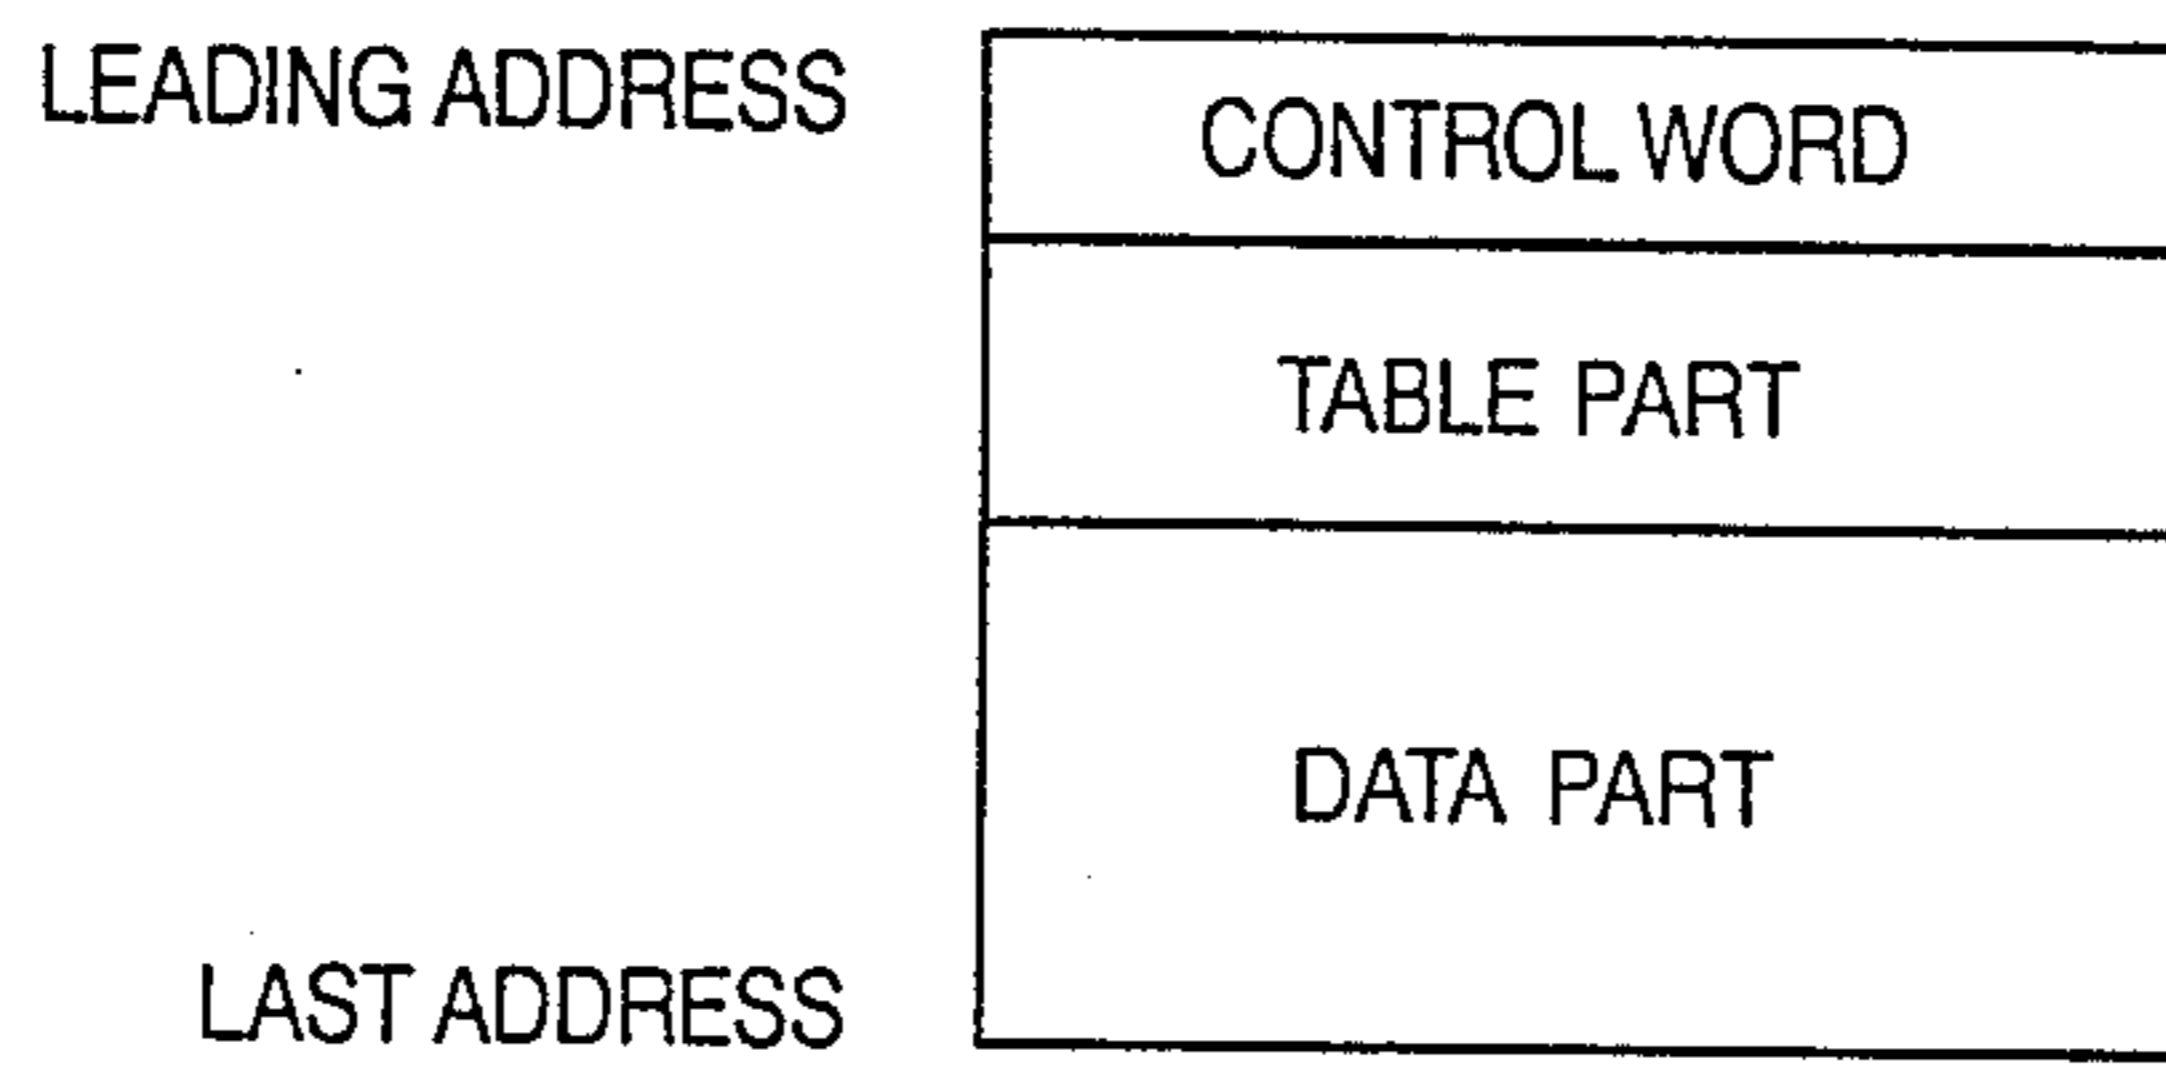 LEADING ADDRESS
CONTROL WORD
TABLE PART
DATA PART
LAST ADDRESS